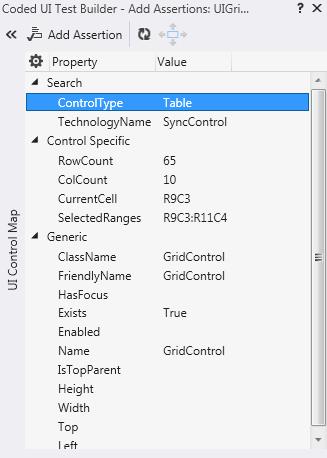 Coded UI Test Builder - Add Assertions: UIGri...
Add Assertion
Property Value
Search
ControlType Table
TechnologyName SyncControl
Control Specific
RowCount 65
ColCount 10
CurrentCell R9C3
SelectedRanges R9C3:R11C4
Generic
ClassName GridControl
FriendlyName GridControl
HasFocus
Exists True
Enabled
Name GridControl
IsTopParent
Height
Width
Top
Left
UI Control Map